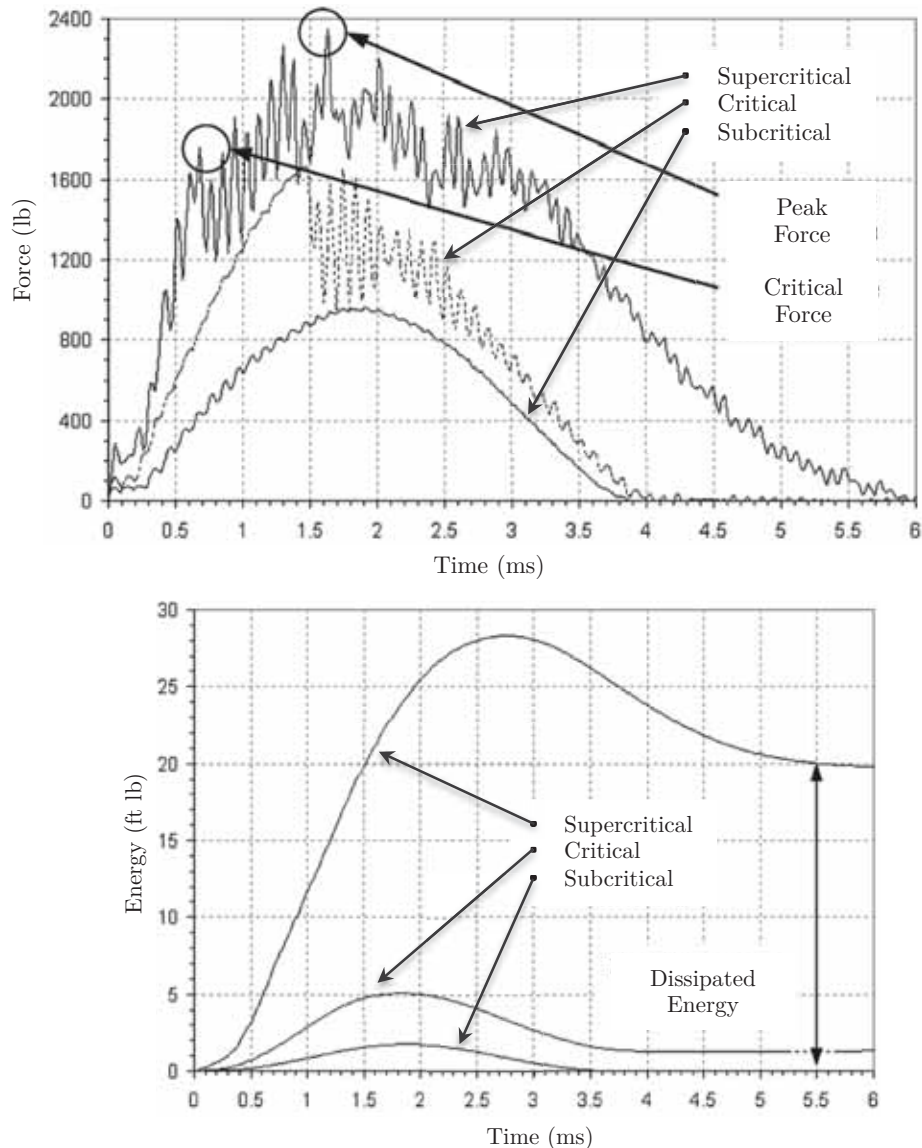 2400
2000
1600
1200
800
400
0
Force (lb)
Supercritical
Critical
Subcritical
Peak
Force
Critical
Force
0 0.5 1 1.5 2 2.5 3 3.5 4 4.5 5 5.5 6
Time (ms)
30
25
20
15
10
5
0
Energy (ft lb)
Supercritical
Critical
Subcritical
Dissipated
Energy
0 0.5 1 1.5 2 2.5 3 3.5 4 4.5 5 5.5 6
Time (ms)